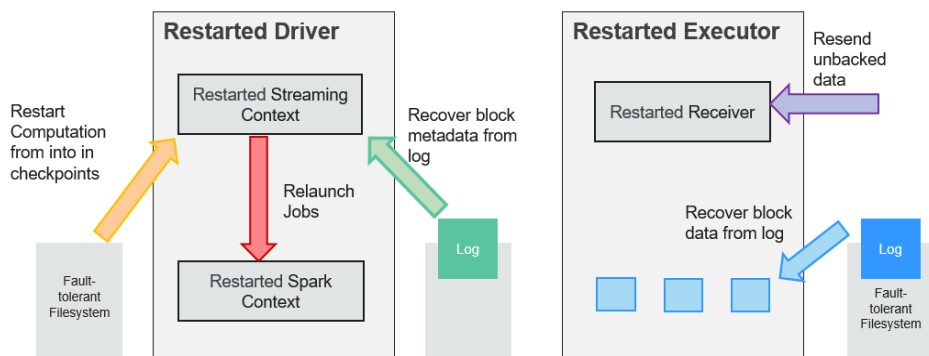 Restarted Driver
Restarted Streaming
Context
Restart
Computation
from into in
checkpoints
Recover block
metadata from
log
Relaunch
Jobs
Log
Restarted Spark
Context
Fault-
tolerant
Filesystem
Restarted Executor
Resend
unbacked
data
Restarted Receiver
Recover block
data from log
Log
Fault-
tolerant
Filesystem